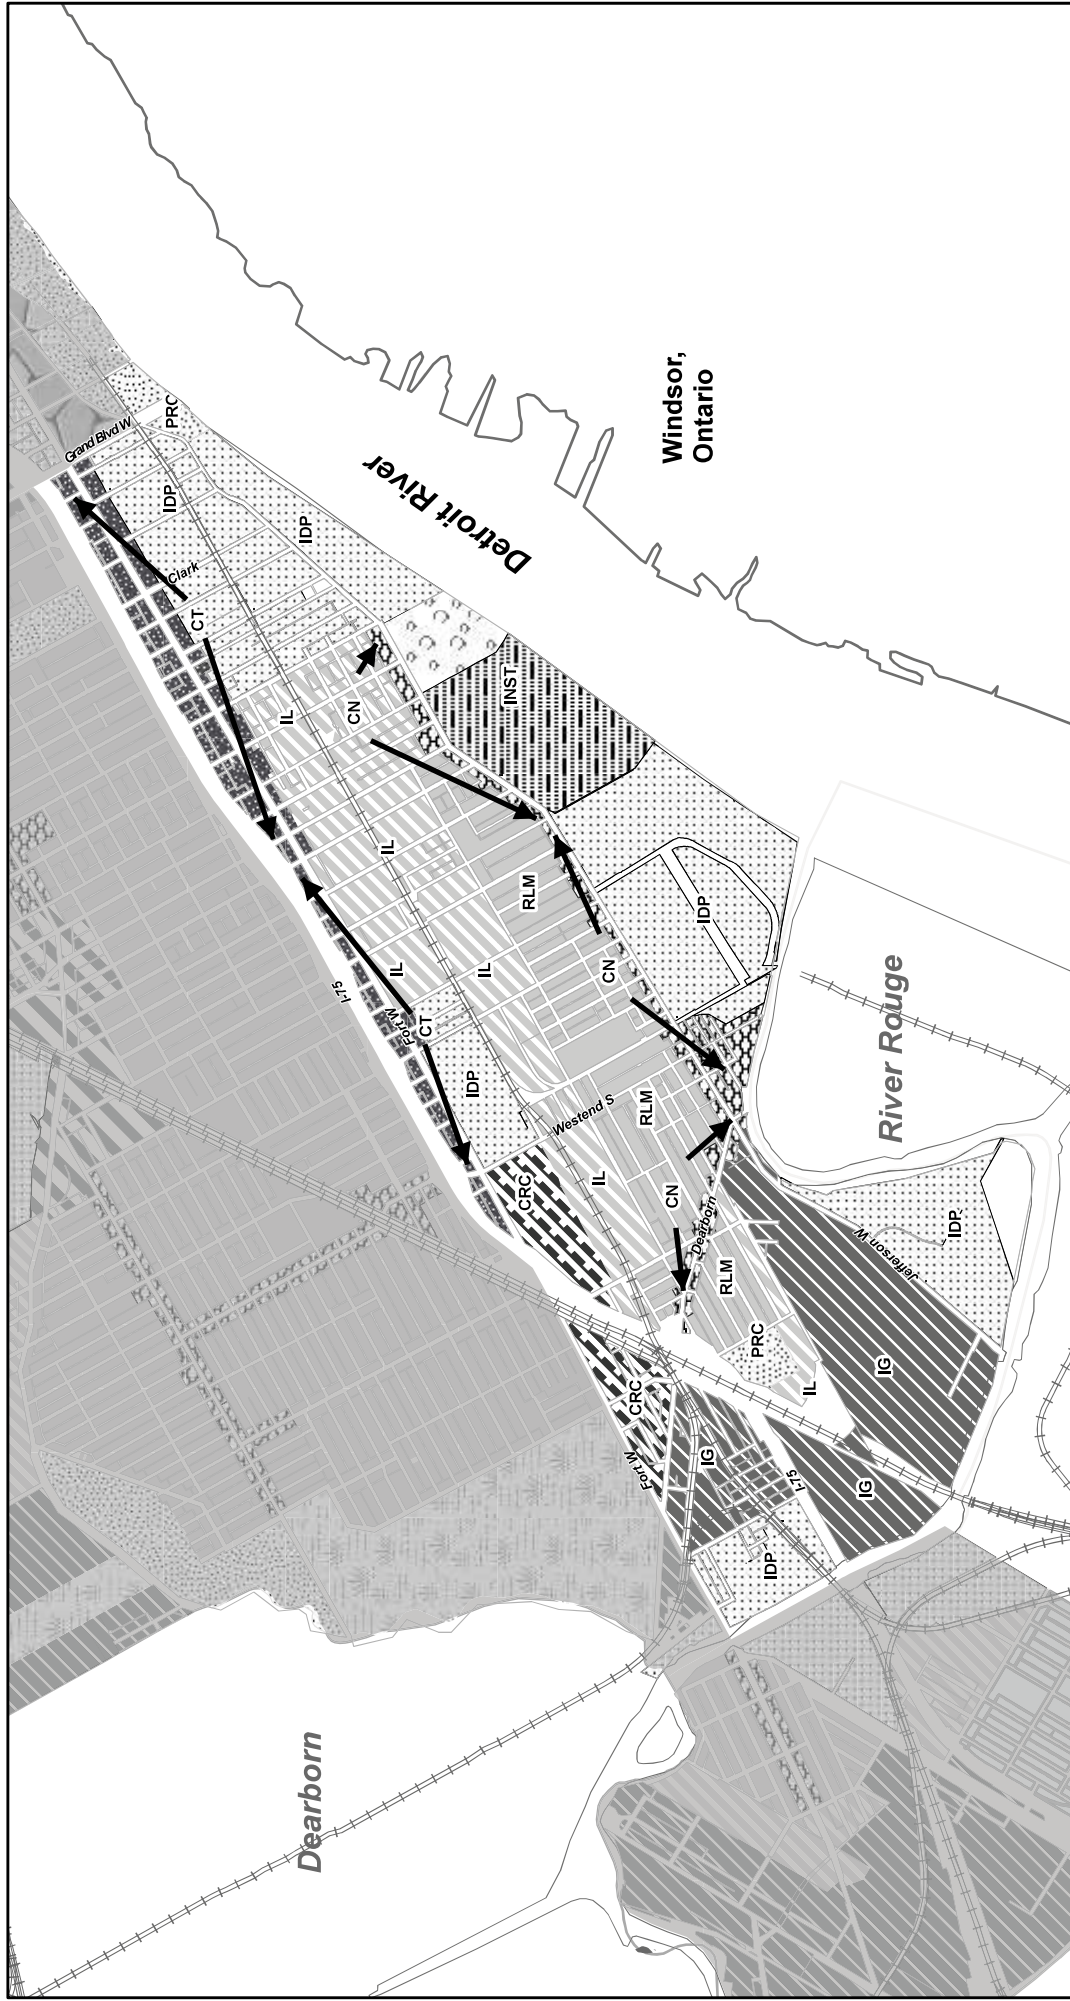 Grand Blvd W
PRC
IDP
IDP
Clark
CT
Detroit River
Windsor,
Ontario
IL
CN
INST
IL
RLM
I-75
IL
Fort W
CT
IL
CN
IDP
IDP
River Rouge
Westend S
RLM
CRC
IL
CN
Dearborn
RLM
Jefferson W
IDP
PRC
IL
IG
CRC
Fort W
IG
I-75
IG
IDP
Dearborn